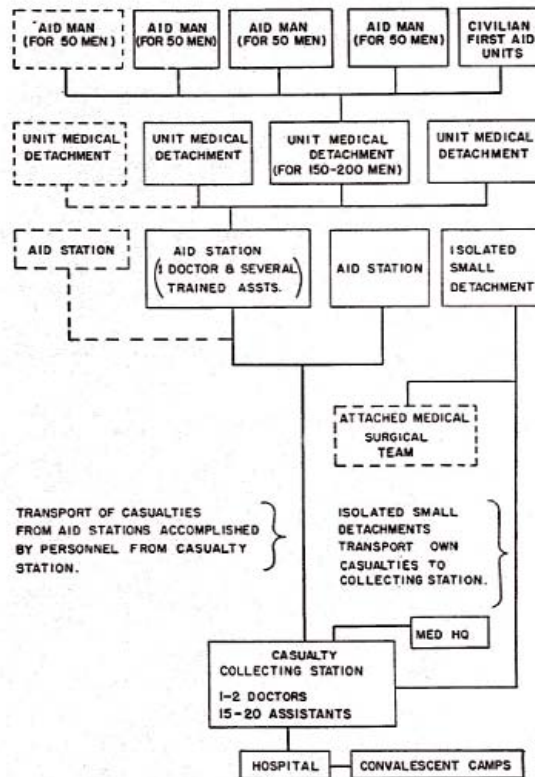 AID MAN
(FOR 50 MEN)
AID MAN
(FOR 50 MEN)
AID MAN
(FOR 50 MEN)
AID MAN
(FOR 50 MEN)
CIVILIAN
FIRST AID
UNITS
UNIT MEDICAL
DETACHMENT
UNIT MEDICAL
DETACHMENT
UNIT MEDICAL
DETACHMENT
(FOR 150-200 MEN)
UNIT MEDICAL
DETACHMENT
AID STATION
AID STATION
(1 DOCTOR & SEVERAL
TRAINED ASSTS.)
AID STATION
ISOLATED
SMALL
DETACHMENT
ATTACHED MEDICAL
SURGICAL
TEAM
TRANSPORT OF CASUALTIES
FROM AID STATIONS ACCOMPLISHED
BY PERSONNEL FROM CASUALTY
STATION.
ISOLATED SMALL
DETACHMENTS
TRANSPORT OWN
CASUALTIES TO
COLLECTING STATION.
MED HQ
CASUALTY
COLLECTING STATION
1-2 DOCTORS
15-20 ASSISTANTS
HOSPITAL
CONVALESCENT CAMPS